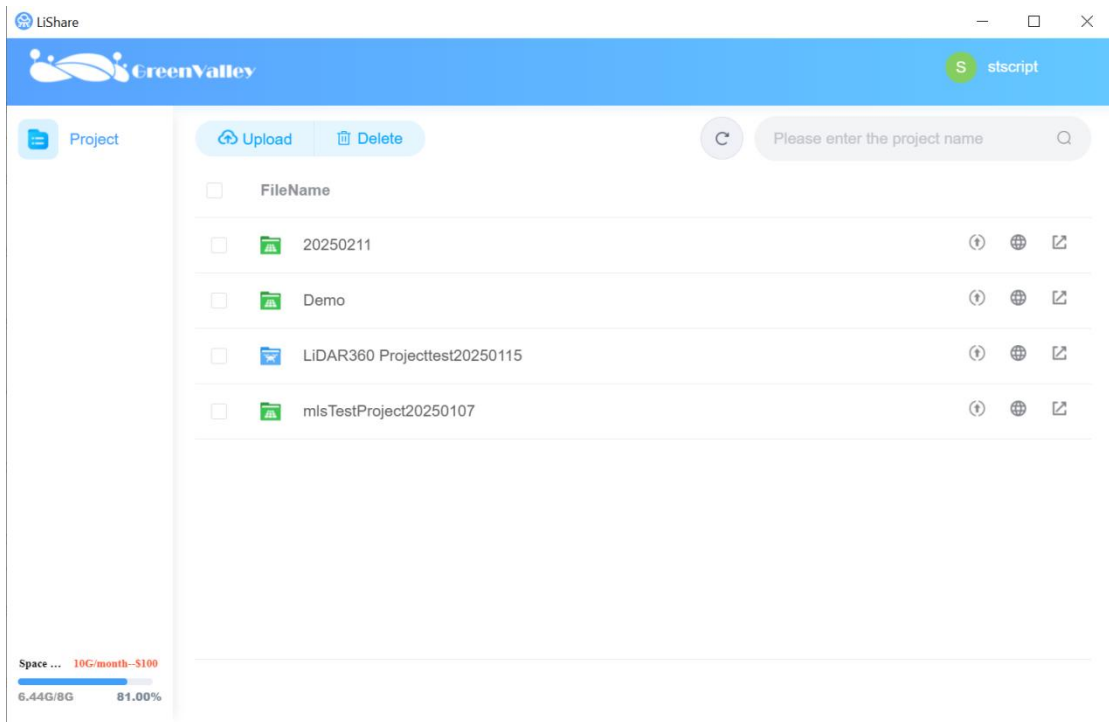 LiShare
GreenValley
S stscript
Project
Upload Delete
Please enter the project name
FileName
20250211
Demo
LiDAR360 Projecttest20250115
mlsTestProject20250107
Space ... 10G/month--$100
6.44G/8G 81.00%